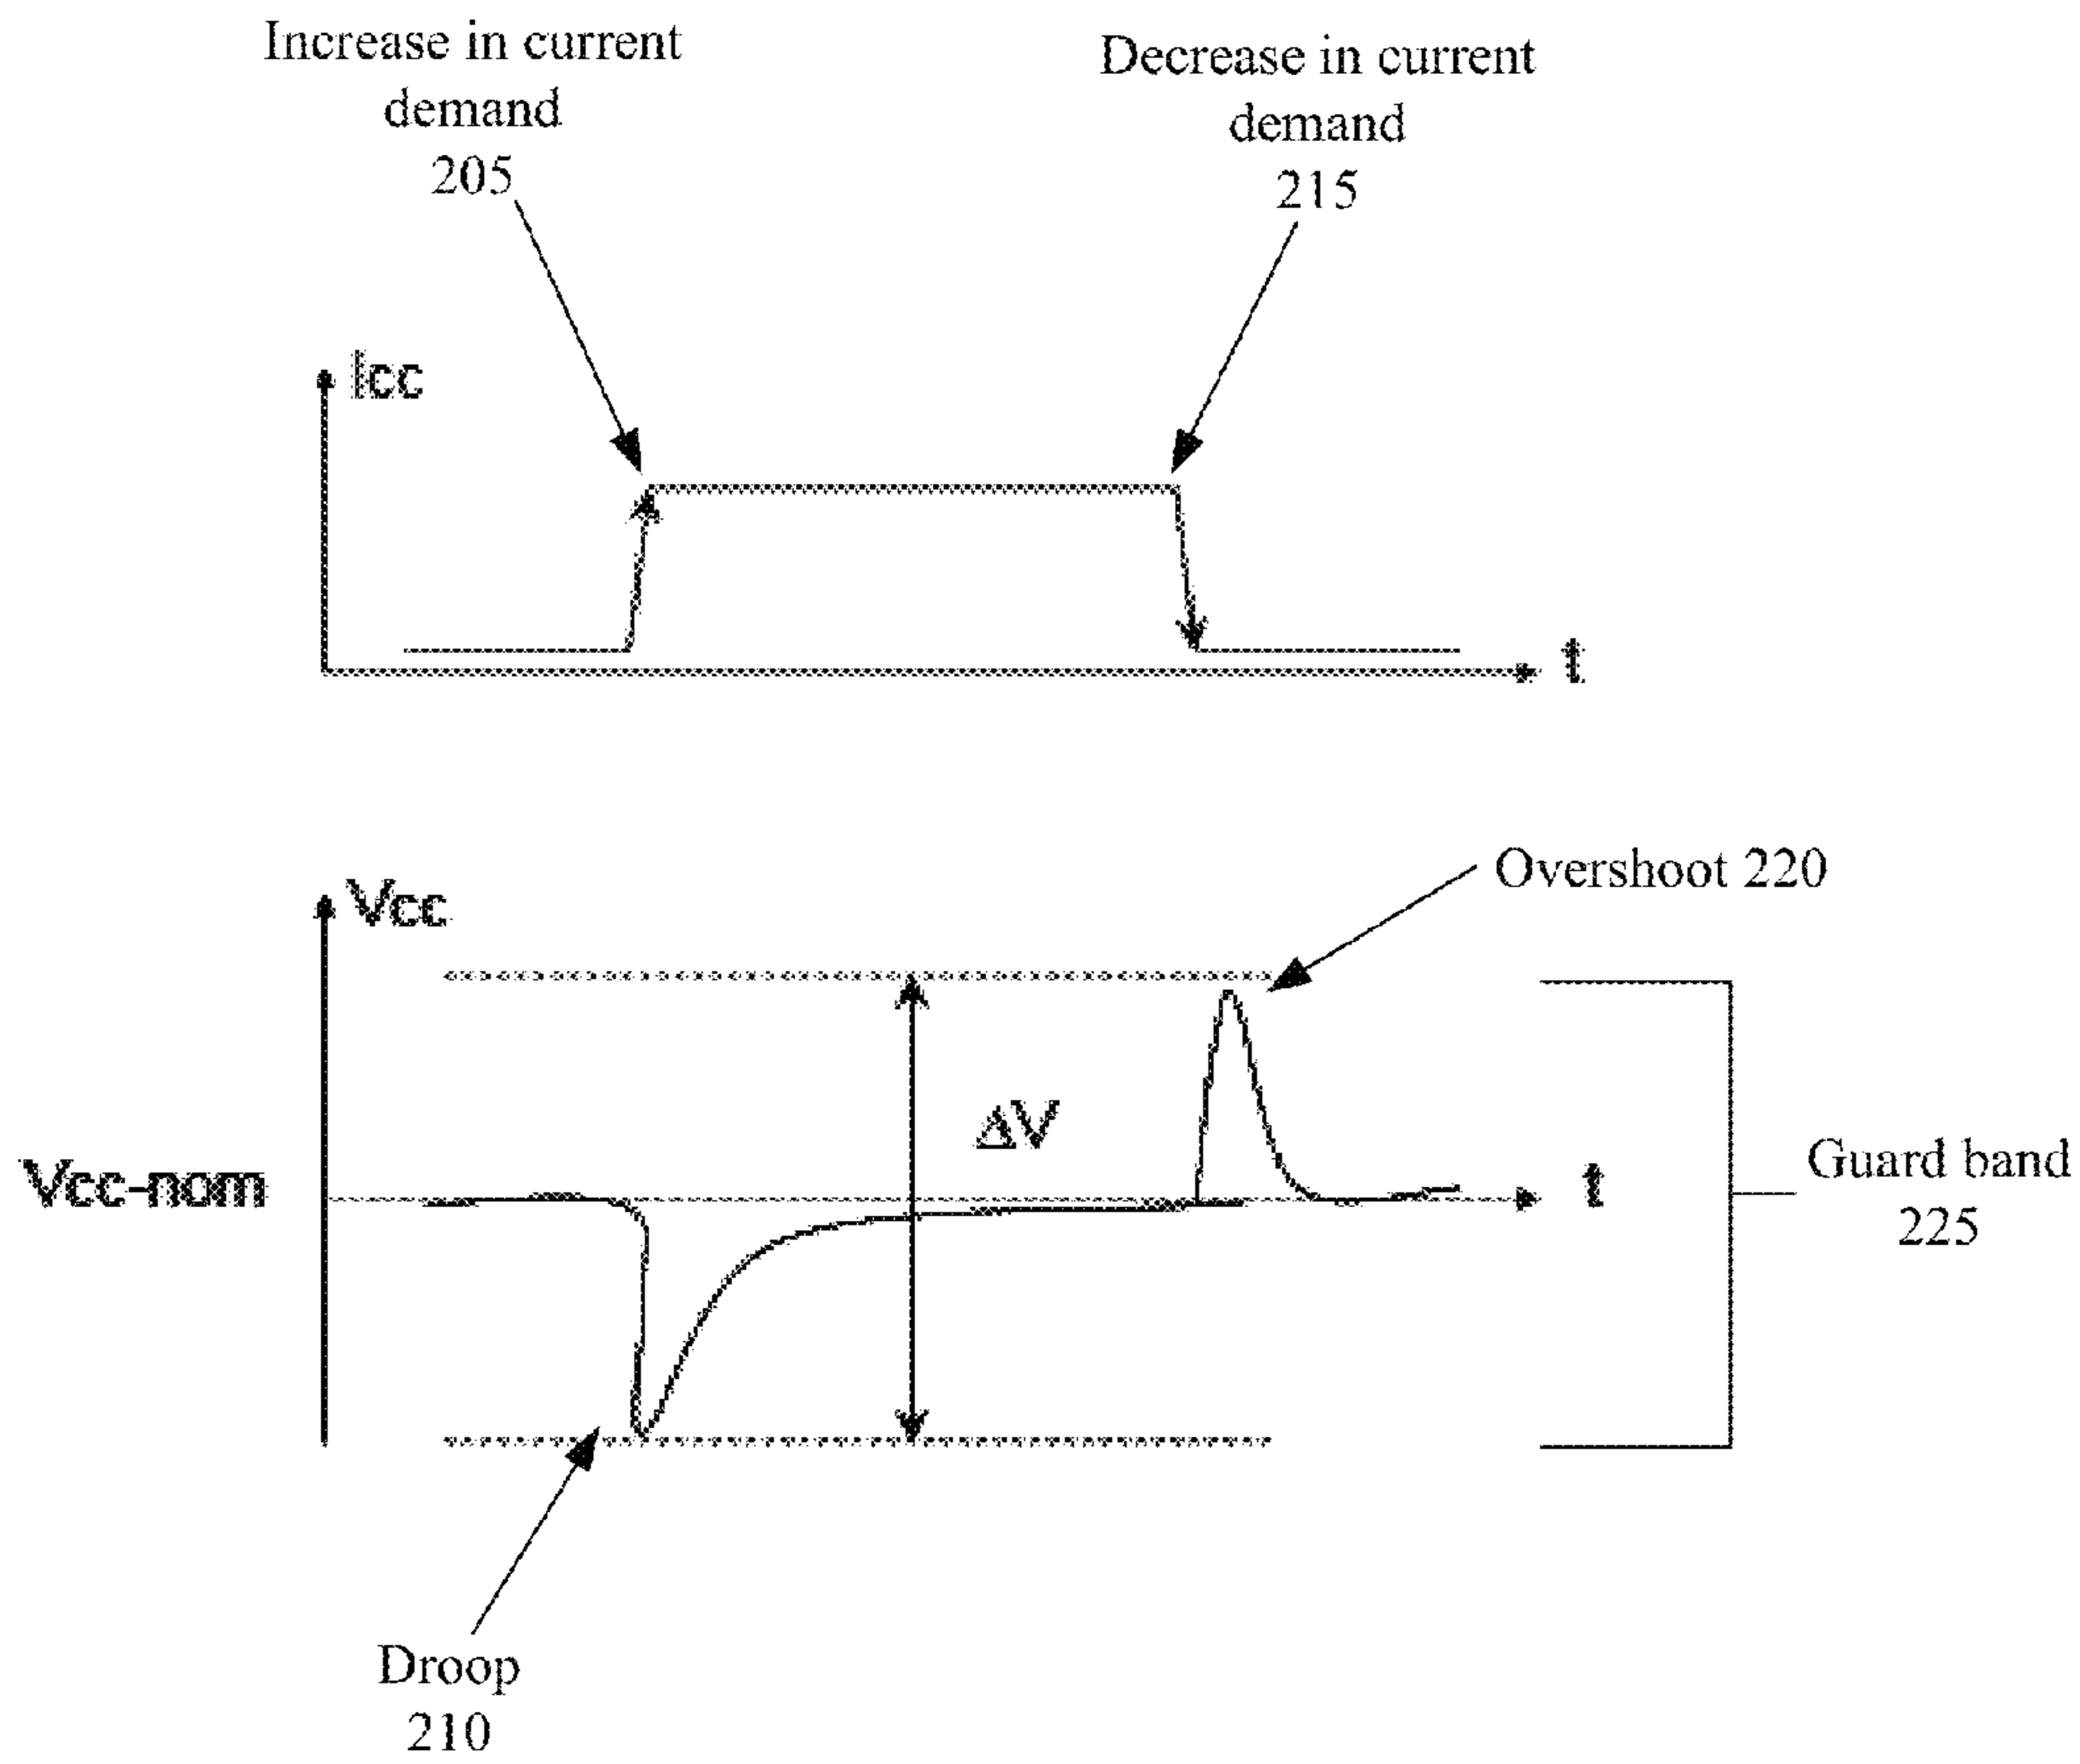 Increase in current
demand
205
Decrease in current
demand
215
Icc
t
Vcc
Overshoot 220
ΔV
Vcc-nom
t
Guard band
225
Droop
210